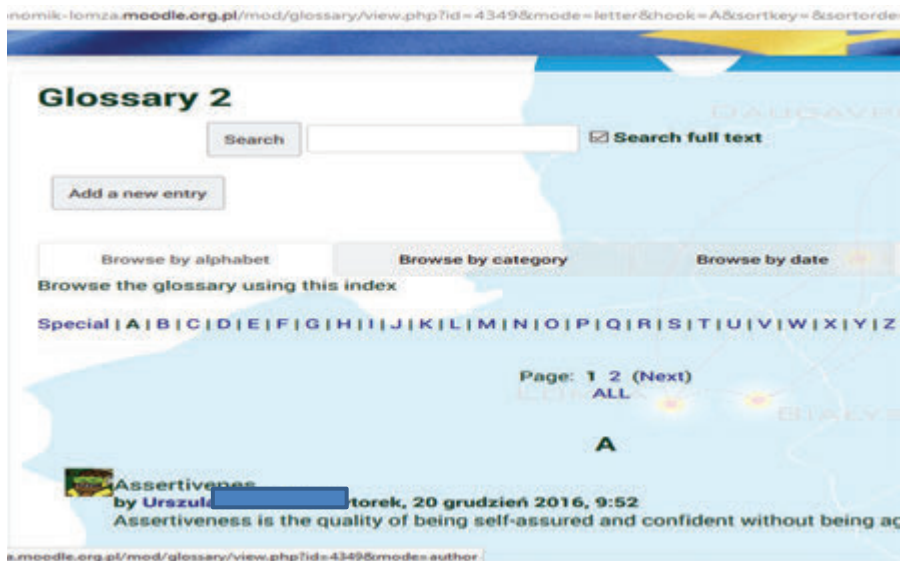 nomik-lomza.moodle.org.pl/mod/glossary/view.php?id=4349&mode=letter&hook=A&sortkey=&sortorde
Glossary 2
Search Search full text
Add a new entry
Browse by alphabet Browse by category Browse by date
Browse the glossary using this index
Special | A | B | C | D | E | F | G | H | I | J | K | L | M | N | O | P | Q | R | S | T | U | V | W | X | Y | Z
Page: 1 2 (Next)
ALL
A
Assertivenes
by Urszula torek, 20 grudzień 2016, 9:52
Assertiveness is the quality of being self-assured and confident without being ag
a.moodle.org.pl/mod/glossary/view.php?id=4349&mode=author